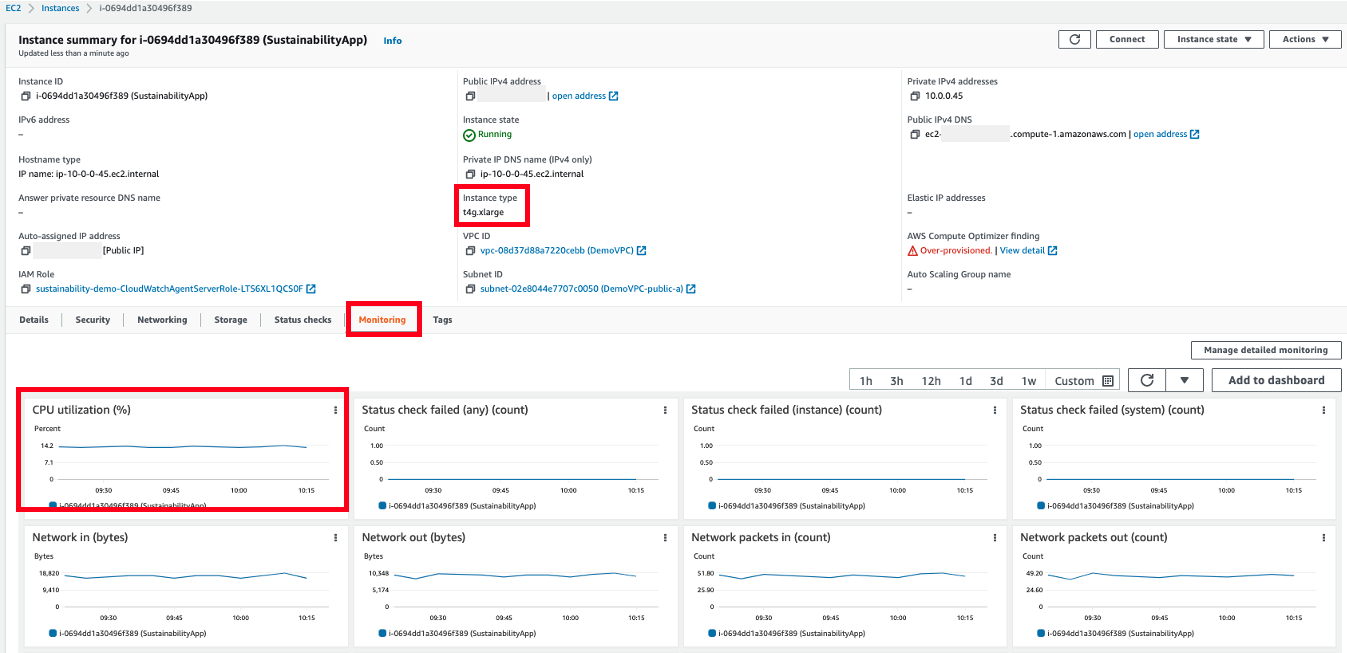 EC2 > Instances > i-0694dd1a30496f389
Instance summary for i-0694dd1a30496f389 (SustainabilityApp) Info
Updated less than a minute ago
Connect
Instance state
Actions
Instance ID
i-0694dd1a30496f389 (SustainabilityApp)
Public IPv4 address
| open address
Private IPv4 addresses
10.0.0.45
IPv6 address
–
Instance state
Running
Public IPv4 DNS
ec2- .compute-1.amazonaws.com | open address
Hostname type
IP name: ip-10-0-0-45.ec2.internal
Private IP DNS name (IPv4 only)
ip-10-0-0-45.ec2.internal
Answer private resource DNS name
–
Instance type
t4g.xlarge
Elastic IP addresses
–
Auto-assigned IP address
[Public IP]
VPC ID
vpc-08d37d88a7220cebb (DemoVPC)
AWS Compute Optimizer finding
Over-provisioned. | View detail
IAM Role
sustainability-demo-CloudWatchAgentServerRole-LTS6XL1QCS0F
Subnet ID
subnet-02e8044e7707c0050 (DemoVPC-public-a)
Auto Scaling Group name
–
Details
Security
Networking
Storage
Status checks
Monitoring
Tags
Manage detailed monitoring
1h 3h 12h 1d 3d 1w Custom
Add to dashboard
CPU utilization (%)
Percent
14.2
7.1
0
09:30 09:45 10:00 10:15
i-0694dd1a30496f389 (SustainabilityApp)
Status check failed (any) (count)
Count
1.00
0.50
0
09:30 09:45 10:00 10:15
i-0694dd1a30496f389 (SustainabilityApp)
Status check failed (instance) (count)
Count
1.00
0.50
0
09:30 09:45 10:00 10:15
i-0694dd1a30496f389 (SustainabilityApp)
Status check failed (system) (count)
Count
1.00
0.50
0
09:30 09:45 10:00 10:15
i-0694dd1a30496f389 (SustainabilityApp)
Network in (bytes)
Bytes
18,820
9,410
0
09:30 09:45 10:00 10:15
i-0694dd1a30496f389 (SustainabilityApp)
Network out (bytes)
Bytes
10,348
5,174
0
09:30 09:45 10:00 10:15
i-0694dd1a30496f389 (SustainabilityApp)
Network packets in (count)
Count
51.80
25.90
0
09:30 09:45 10:00 10:15
i-0694dd1a30496f389 (SustainabilityApp)
Network packets out (count)
Count
49.20
24.60
0
09:30 09:45 10:00 10:15
i-0694dd1a30496f389 (SustainabilityApp)